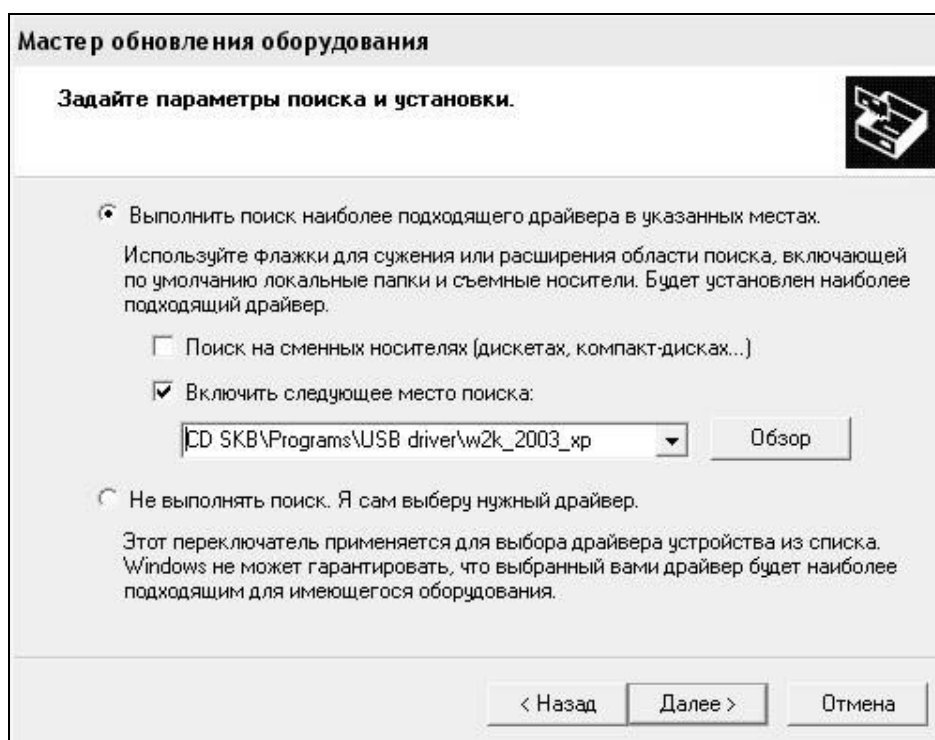 Мастер обновления оборудования
Задайте параметры поиска и установки.
Выполнить поиск наиболее подходящего драйвера в указанных местах.
Используйте флажки для сужения или расширения области поиска, включающей
по умолчанию локальные папки и съемные носители. Будет установлен наиболее
подходящий драйвер.
Поиск на сменных носителях (дискетах, компакт-дисках...)
Включить следующее место поиска:
CD SKB\Programs\USB driver\w2k_2003_xp
Обзор
Не выполнять поиск. Я сам выберу нужный драйвер.
Этот переключатель применяется для выбора драйвера устройства из списка.
Windows не может гарантировать, что выбранный вами драйвер будет наиболее
подходящим для имеющегося оборудования.
< Назад Далее > Отмена